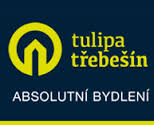 tulipa
třebešín
ABSOLUTNÍ BYDLENÍ